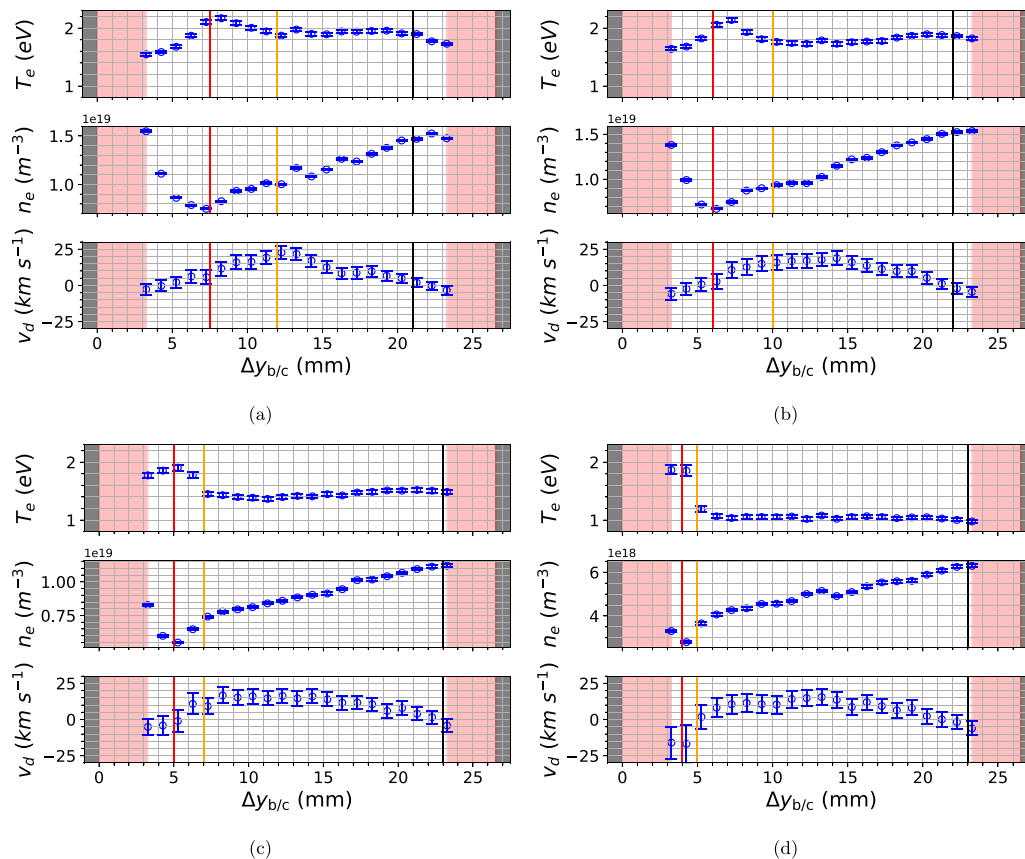 T_e (eV)
2
1
1e19
n_e (m^{-3})
1.5
1.0
v_d (km s^{-1})
25
0
−25
0 5 10 15 20 25
Δy_{b/c} (mm)
(a)
T_e (eV)
2
1
1e19
n_e (m^{-3})
1.5
1.0
v_d (km s^{-1})
25
0
−25
0 5 10 15 20 25
Δy_{b/c} (mm)
(b)
T_e (eV)
2
1
1e19
n_e (m^{-3})
1.00
0.75
v_d (km s^{-1})
25
0
−25
0 5 10 15 20 25
Δy_{b/c} (mm)
(c)
T_e (eV)
2
1
1e18
n_e (m^{-3})
6
4
v_d (km s^{-1})
25
0
−25
0 5 10 15 20 25
Δy_{b/c} (mm)
(d)